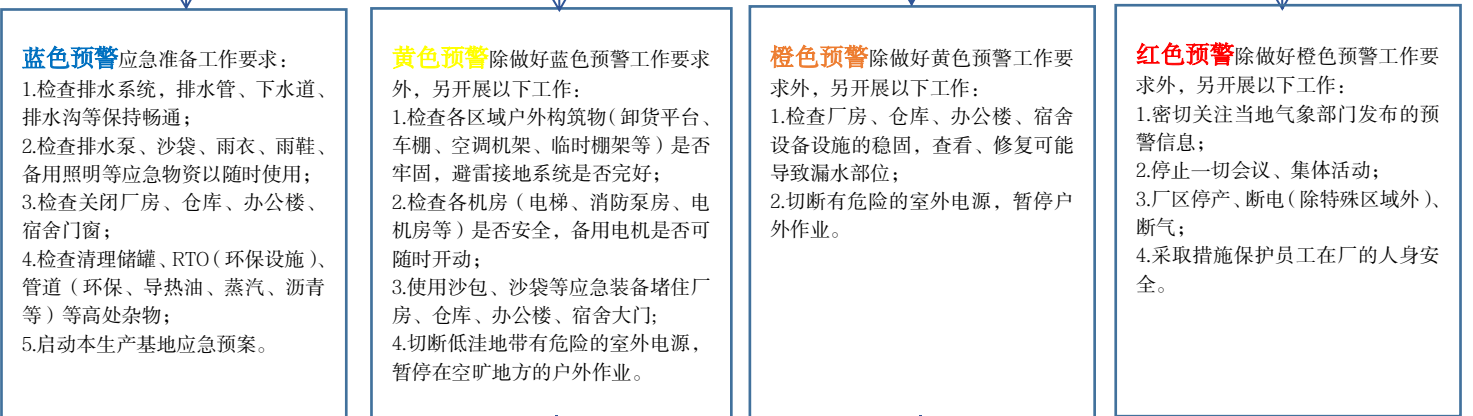 蓝色预警应急准备工作要求：
1.检查排水系统，排水管、下水道、
排水沟等保持畅通；
2.检查排水泵、沙袋、雨衣、雨鞋、
备用照明等应急物资以随时使用；
3.检查关闭厂房、仓库、办公楼、
宿舍门窗；
4.检查清理储罐、RTO（环保设施）、
管道（环保、导热油、蒸汽、沥青
等）等高处杂物；
5.启动本生产基地应急预案。
黄色预警除做好蓝色预警工作要求
外，另开展以下工作：
1.检查各区域户外构筑物（卸货平台、
车棚、空调机架、临时棚架等）是否
牢固，避雷接地系统是否完好；
2.检查各机房（电梯、消防泵房、电
机房等）是否安全，备用电机是否可
随时开动；
3.使用沙包、沙袋等应急装备堵住厂
房、仓库、办公楼、宿舍大门;
4.切断低洼地带有危险的室外电源，
暂停在空旷地方的户外作业。
橙色预警除做好黄色预警工作要
求外，另开展以下工作：
1.检查厂房、仓库、办公楼、宿舍
设备设施的稳固，查看、修复可能
导致漏水部位；
2.切断有危险的室外电源，暂停户
外作业。
红色预警除做好橙色预警工作要
求外，另开展以下工作：
1.密切关注当地气象部门发布的预
警信息；
2.停止一切会议、集体活动；
3.厂区停产、断电（除特殊区域外）、
断气；
4.采取措施保护员工在厂的人身安
全。